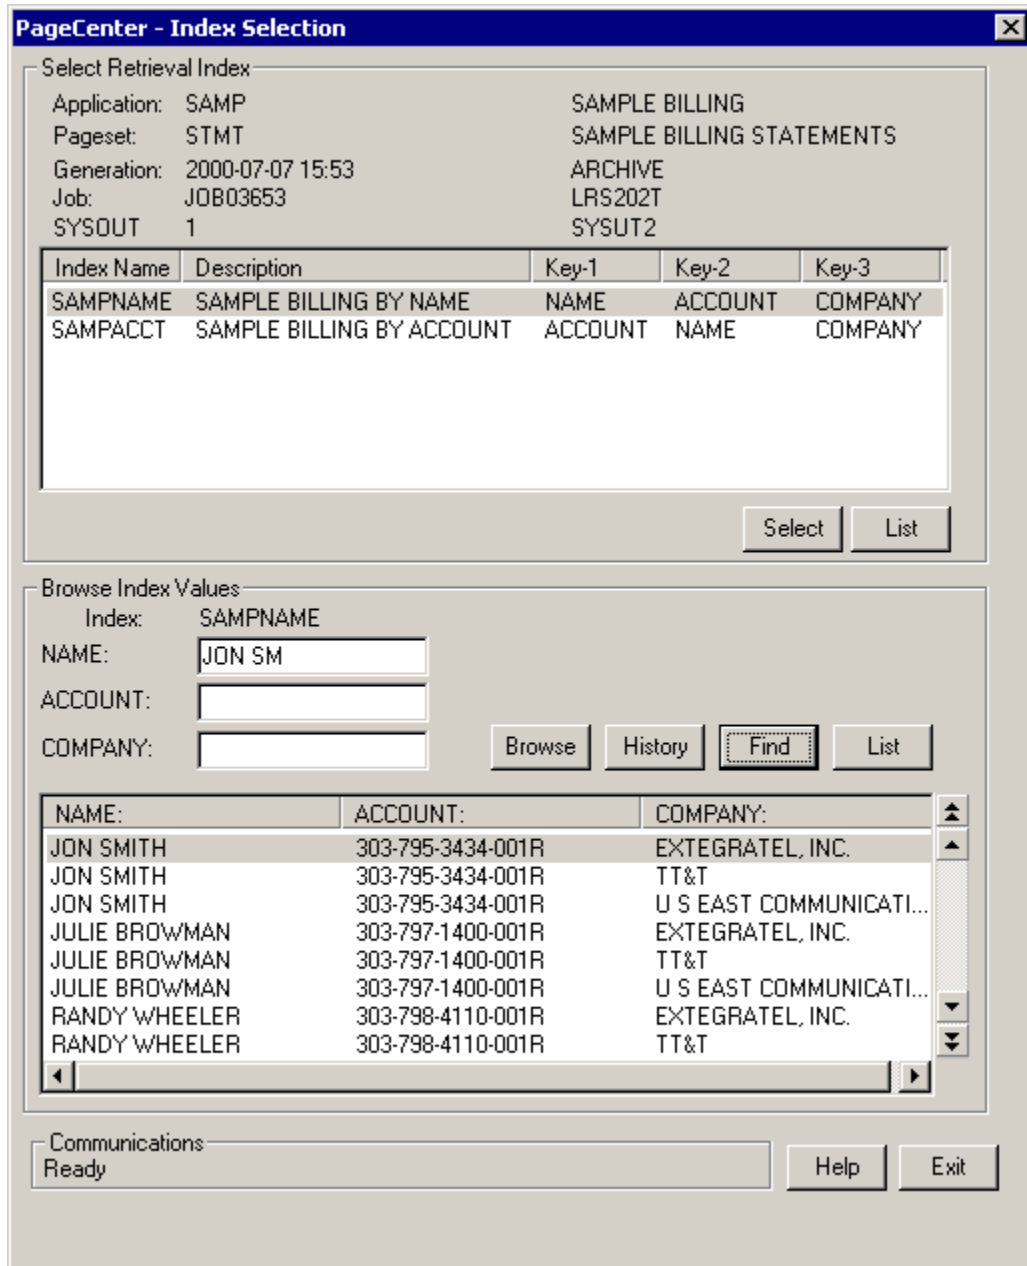 PageCenter - Index Selection
Select Retrieval Index
Application: SAMP SAMPLE BILLING
Pageset: STMT SAMPLE BILLING STATEMENTS
Generation: 2000-07-07 15:53 ARCHIVE
Job: JOB03653 LRS202T
SYSOUT 1 SYSUT2
Index Name Description Key-1 Key-2 Key-3
SAMPNAME SAMPLE BILLING BY NAME NAME ACCOUNT COMPANY
SAMPACCT SAMPLE BILLING BY ACCOUNT ACCOUNT NAME COMPANY
Select List
Browse Index Values
Index: SAMPNAME
NAME: JON SM
ACCOUNT:
COMPANY: Browse History Find List
NAME: ACCOUNT: COMPANY:
JON SMITH 303-795-3434-001R EXTEGRATEL, INC.
JON SMITH 303-795-3434-001R TT&T
JON SMITH 303-795-3434-001R U S EAST COMMUNICATI...
JULIE BROWMAN 303-797-1400-001R EXTEGRATEL, INC.
JULIE BROWMAN 303-797-1400-001R TT&T
JULIE BROWMAN 303-797-1400-001R U S EAST COMMUNICATI...
RANDY WHEELER 303-798-4110-001R EXTEGRATEL, INC.
RANDY WHEELER 303-798-4110-001R TT&T
Communications
Ready Help Exit